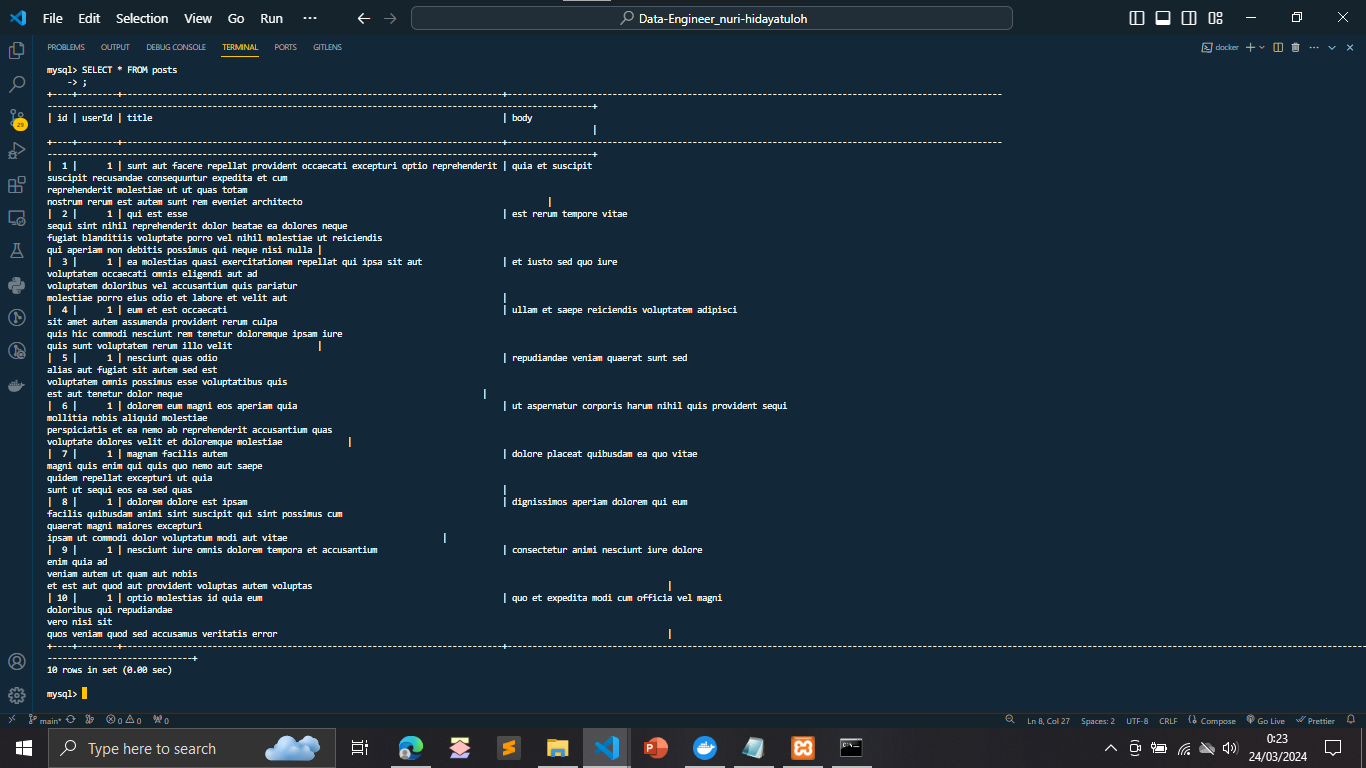 File Edit Selection View Go Run ··· Data-Engineer_nuri-hidayatuloh
PROBLEMS OUTPUT DEBUG CONSOLE TERMINAL PORTS GITLENS docker
mysql> SELECT * FROM posts
-> ;
| id | userId | title | body
|
| 1 | 1 | sunt aut facere repellat provident occaecati excepturi optio reprehenderit | quia et suscipit
suscipit recusandae consequuntur expedita et cum
reprehenderit molestiae ut ut quas totam
nostrum rerum est autem sunt rem eveniet architecto |
| 2 | 1 | qui est esse | est rerum tempore vitae
sequi sint nihil reprehenderit dolor beatae ea dolores neque
fugiat blanditiis voluptate porro vel nihil molestiae ut reiciendis
qui aperiam non debitis possimus qui neque nisi nulla |
| 3 | 1 | ea molestias quasi exercitationem repellat qui ipsa sit aut | et iusto sed quo iure
voluptatem occaecati omnis eligendi aut ad
voluptatem doloribus vel accusantium quis pariatur
molestiae porro eius odio et labore et velit aut |
| 4 | 1 | eum et est occaecati | ullam et saepe reiciendis voluptatem adipisci
sit amet autem assumenda provident rerum culpa
quis hic commodi nesciunt rem tenetur doloremque ipsam iure
quis sunt voluptatem rerum illo velit |
| 5 | 1 | nesciunt quas odio | repudiandae veniam quaerat sunt sed
alias aut fugiat sit autem sed est
voluptatem omnis possimus esse voluptatibus quis
est aut tenetur dolor neque |
| 6 | 1 | dolorem eum magni eos aperiam quia | ut aspernatur corporis harum nihil quis provident sequi
mollitia nobis aliquid molestiae
perspiciatis et ea nemo ab reprehenderit accusantium quas
voluptate dolores velit et doloremque molestiae |
| 7 | 1 | magnam facilis autem | dolore placeat quibusdam ea quo vitae
magni quis enim qui quis quo nemo aut saepe
quidem repellat excepturi ut quia
sunt ut sequi eos ea sed quas |
| 8 | 1 | dolorem dolore est ipsam | dignissimos aperiam dolorem qui eum
facilis quibusdam animi sint suscipit qui sint possimus cum
quaerat magni maiores excepturi
ipsam ut commodi dolor voluptatum modi aut vitae |
| 9 | 1 | nesciunt iure omnis dolorem tempora et accusantium | consectetur animi nesciunt iure dolore
enim quia ad
veniam autem ut quam aut nobis
et est aut quod aut provident voluptas autem voluptas |
| 10 | 1 | optio molestias id quia eum | quo et expedita modi cum officia vel magni
doloribus qui repudiandae
vero nisi sit
quos veniam quod sed accusamus veritatis error |
10 rows in set (0.00 sec)
mysql>
main* 0 0 0 Ln 8, Col 27 Spaces: 2 UTF-8 CRLF Compose Go Live Prettier
Type here to search 0:23
24/03/2024